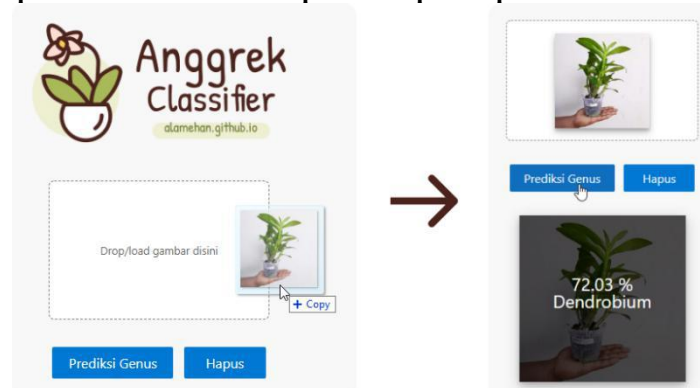 Anggrek
Classifier
alamehan.github.io
Drop/load gambar disini
+ Copy
Prediksi Genus
Hapus
Prediksi Genus
Hapus
72.03 %
Dendrobium